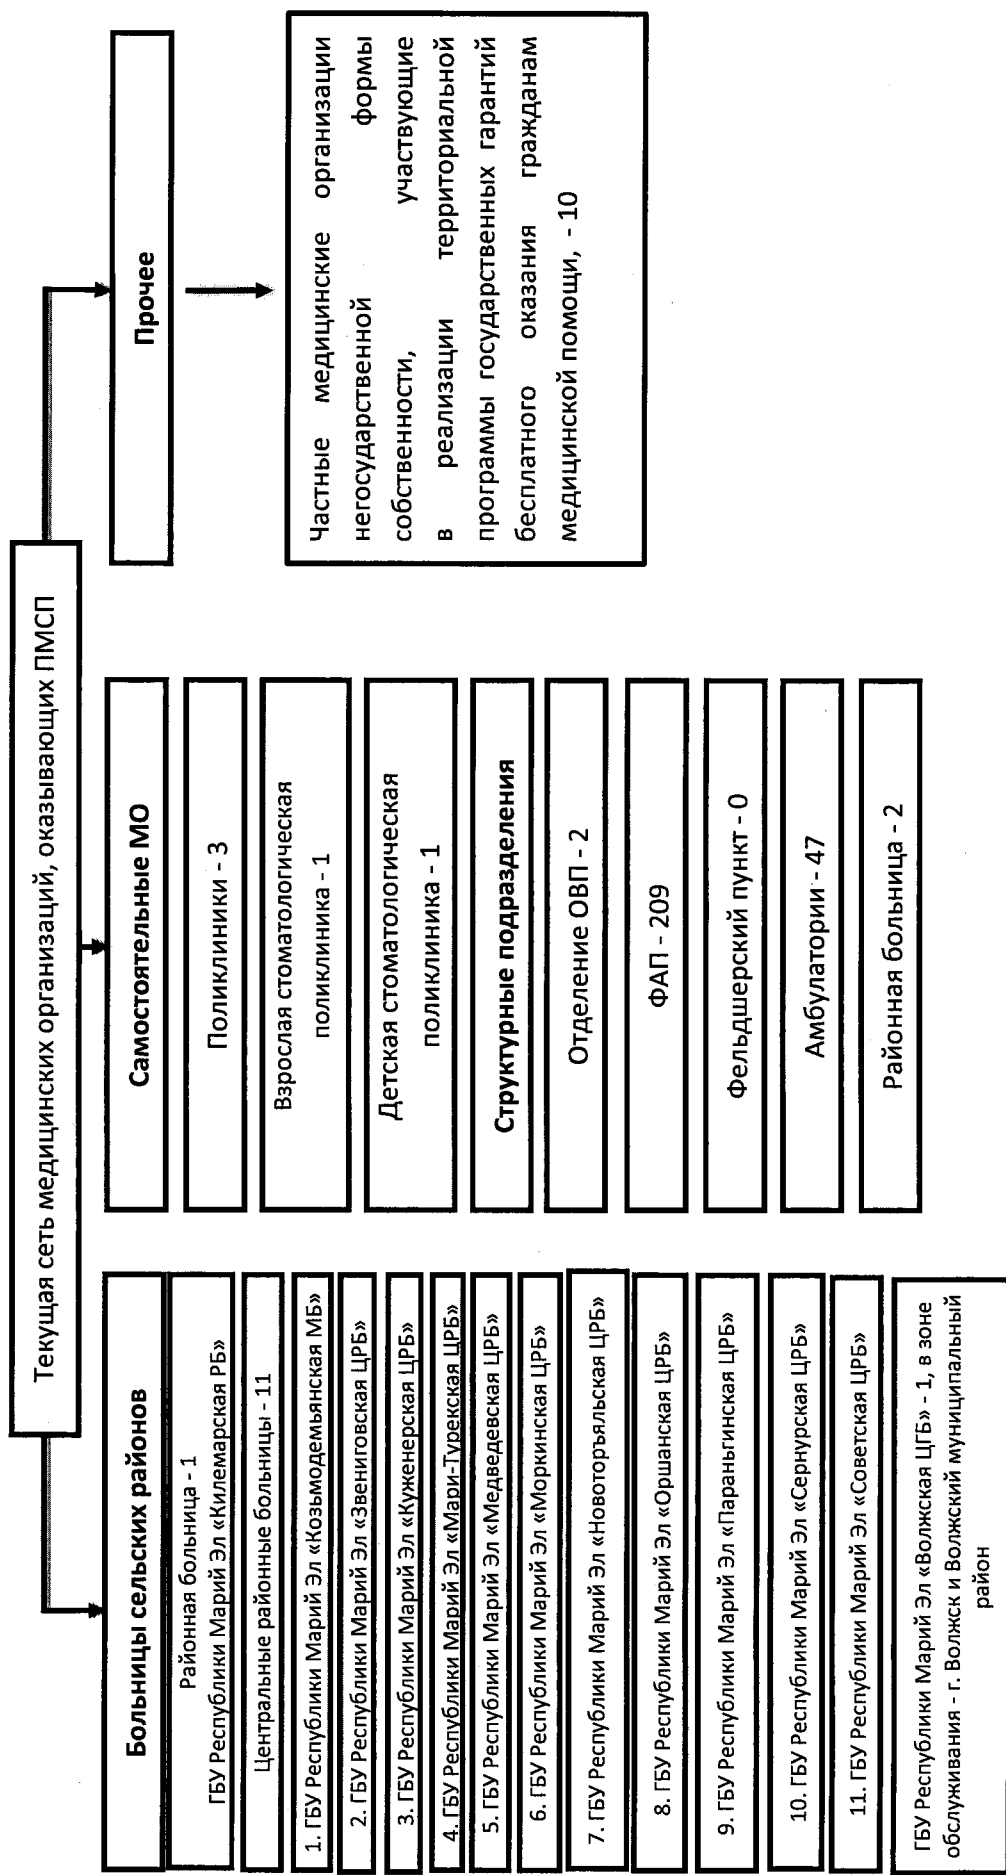 Текущая сеть медицинских организаций, оказывающих ПМСП
Больницы сельских районов
Районная больница - 1
ГБУ Республики Марий Эл «Килемарская РБ»
Центральные районные больницы - 11
1. ГБУ Республики Марий Эл «Козьмодемьянская МБ»
2. ГБУ Республики Марий Эл «Звениговская ЦРБ»
3. ГБУ Республики Марий Эл «Куженерская ЦРБ»
4. ГБУ Республики Марий Эл «Мари-Турекская ЦРБ»
5. ГБУ Республики Марий Эл «Медведевская ЦРБ»
6. ГБУ Республики Марий Эл «Моркинская ЦРБ»
7. ГБУ Республики Марий Эл «Новоторъяльская ЦРБ»
8. ГБУ Республики Марий Эл «Оршанская ЦРБ»
9. ГБУ Республики Марий Эл «Параньгинская ЦРБ»
10. ГБУ Республики Марий Эл «Сернурская ЦРБ»
11. ГБУ Республики Марий Эл «Советская ЦРБ»
ГБУ Республики Марий Эл «Волжская ЦГБ» - 1, в зоне
обслуживания - г. Волжск и Волжский муниципальный
район
Самостоятельные МО
Поликлиники - 3
Взрослая стоматологическая
поликлиника - 1
Детская стоматологическая
поликлиника - 1
Структурные подразделения
Отделение ОВП - 2
ФАП - 209
Фельдшерский пункт - 0
Амбулатории - 47
Районная больница - 2
Прочее
Частные медицинские организации
негосударственной формы
собственности, участвующие
в реализации территориальной
программы государственных гарантий
бесплатного оказания гражданам
медицинской помощи, - 10